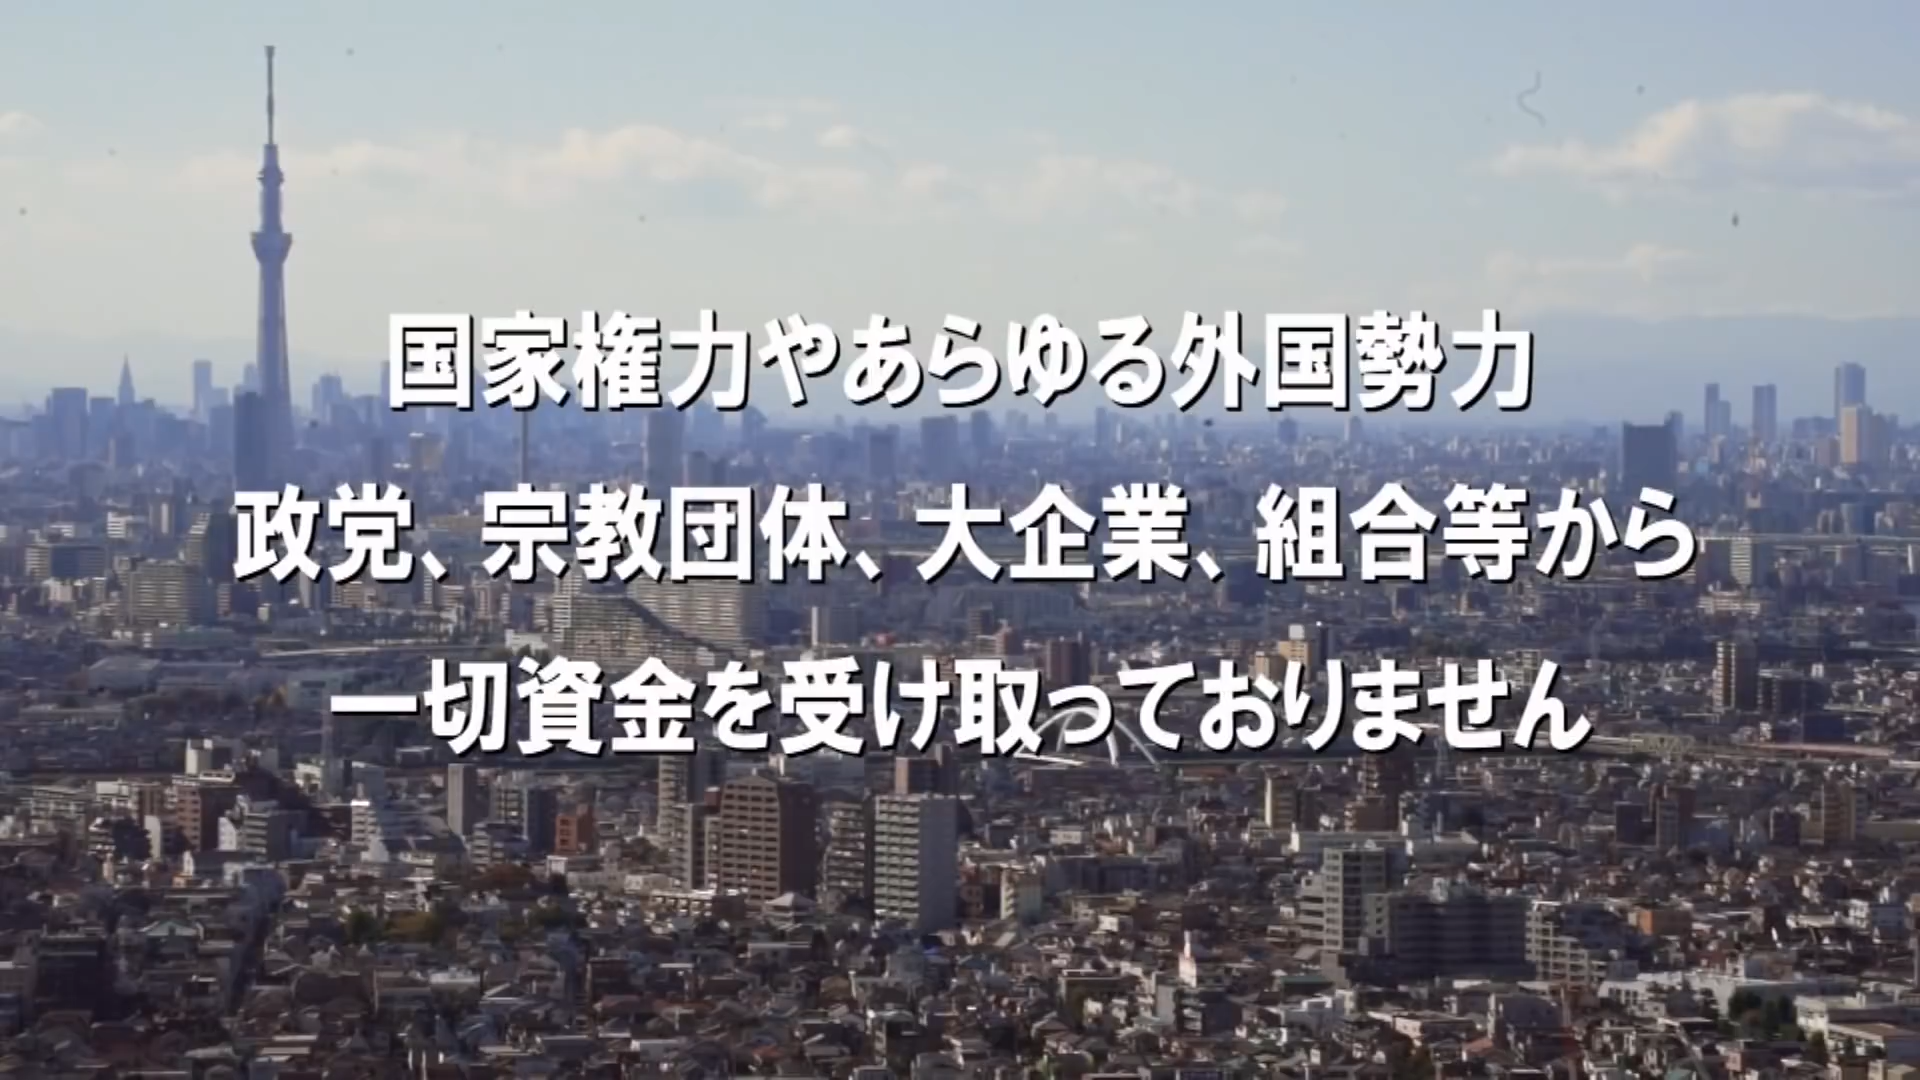 国家権力やあらゆる外国勢力
政党、宗教団体、大企業、組合等から
一切資金を受け取っておりません